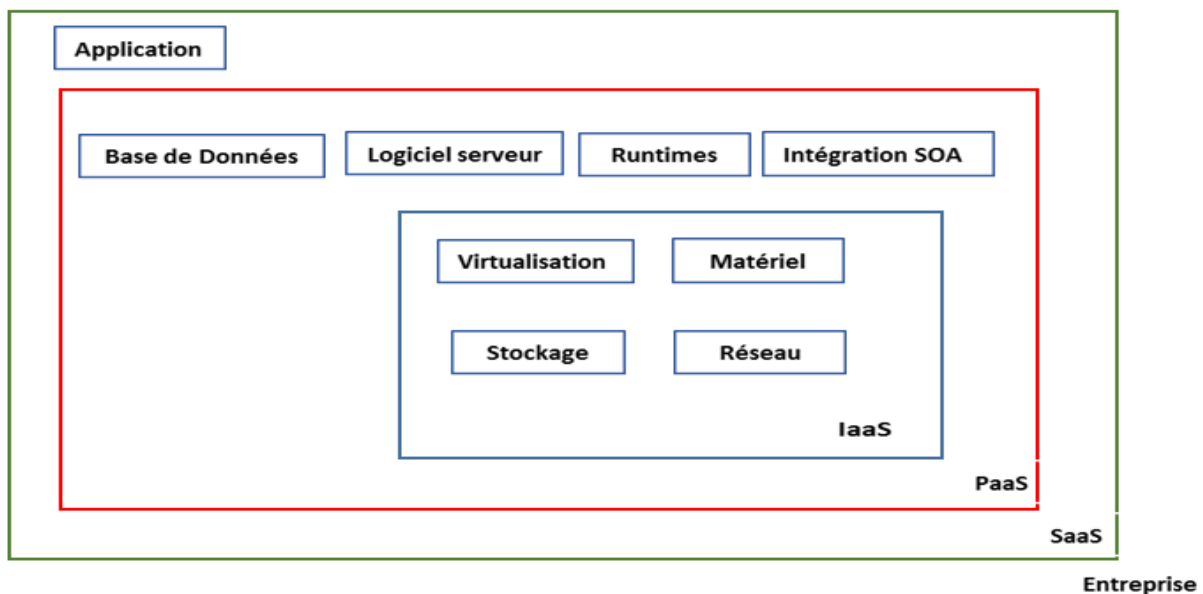 Application
Base de Données
Logiciel serveur
Runtimes
Intégration SOA
Virtualisation
Matériel
Stockage
Réseau
IaaS
PaaS
SaaS
Entreprise